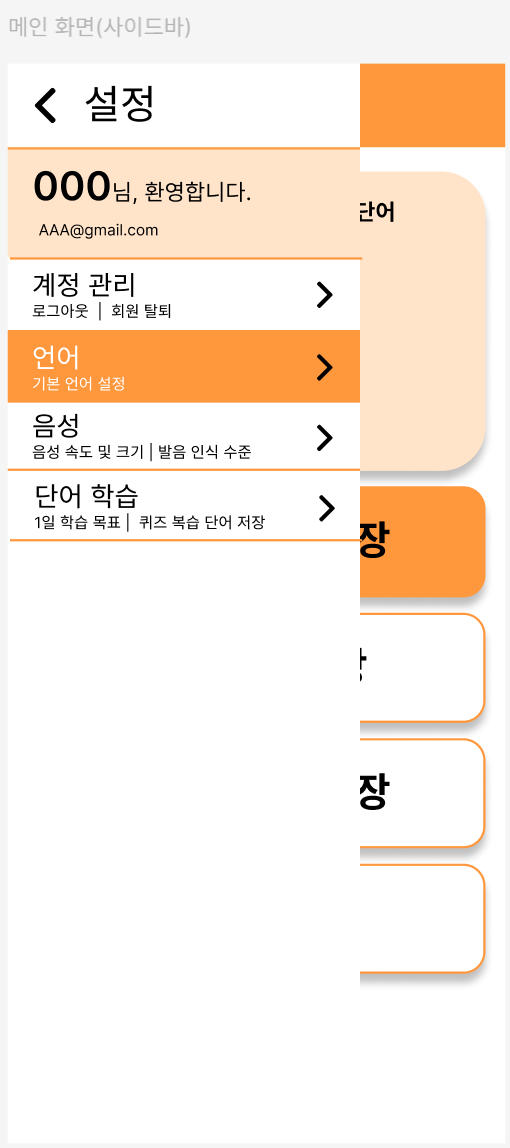 메인 화면(사이드바)
설정
000님, 환영합니다.
AAA@gmail.com
단어
계정 관리
로그아웃 | 회원 탈퇴
언어
기본 언어 설정
음성
음성 속도 및 크기 | 발음 인식 수준
단어 학습
1일 학습 목표 | 퀴즈 복습 단어 저장
장
장